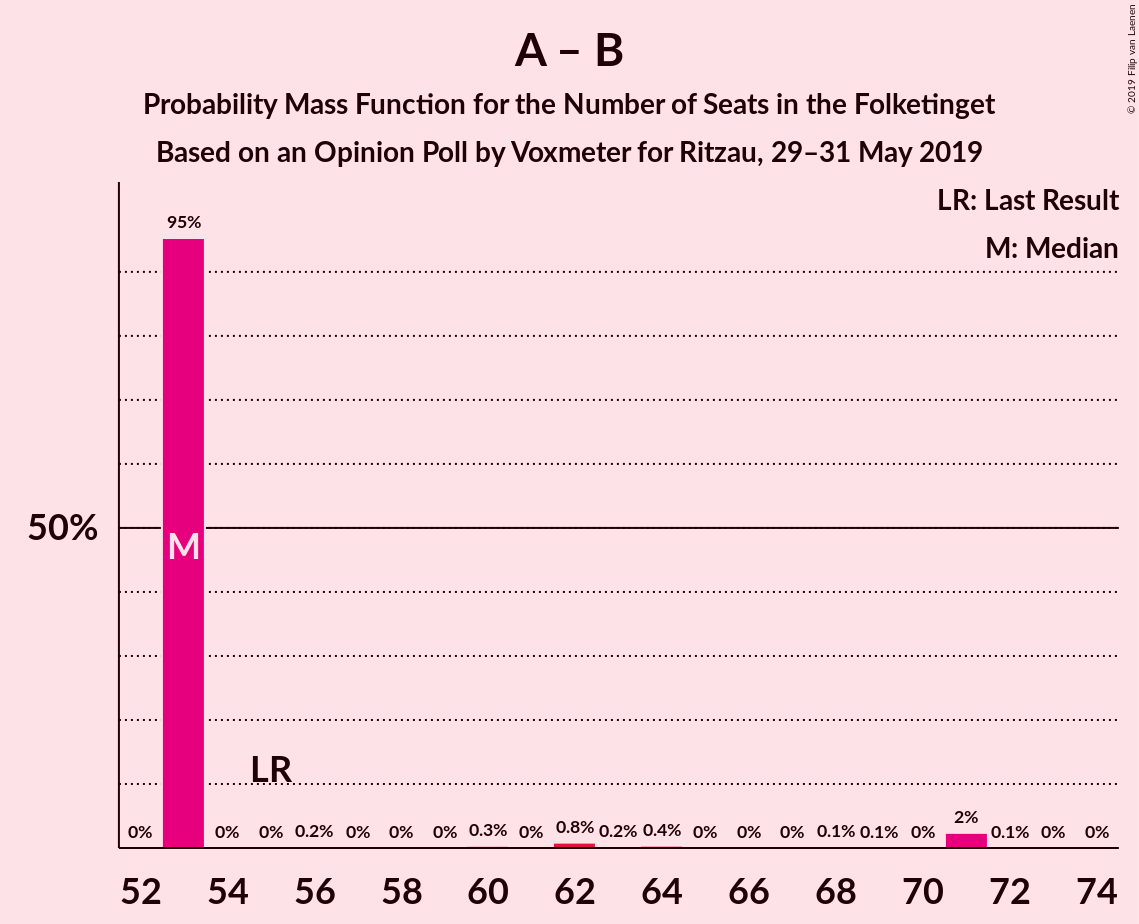 A – B
Probability Mass Function for the Number of Seats in the Folketinget
Based on an Opinion Poll by Voxmeter for Ritzau, 29–31 May 2019
© 2019 Filip van Laenen
LR: Last Result
M: Median
95%
50%
M
LR
0% 0% 0% 0.2% 0% 0% 0% 0.3% 0% 0.8% 0.2% 0.4% 0% 0% 0% 0.1% 0.1% 0% 2% 0.1% 0% 0%
52 54 56 58 60 62 64 66 68 70 72 74